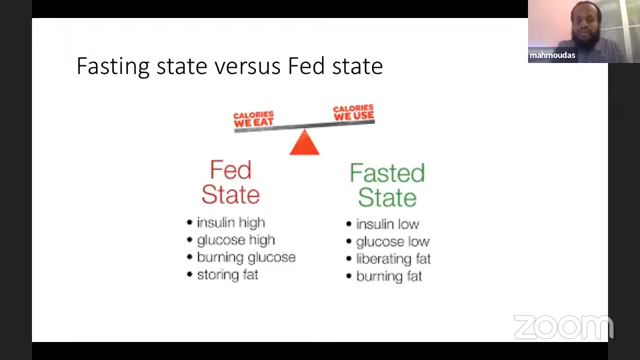 mahmoudas
Fasting state versus Fed state
CALORIES
WE EAT
CALORIES
WE USE
Fed
State
• insulin high
• glucose high
• burning glucose
• storing fat
Fasted
State
• insulin low
• glucose low
• liberating fat
• burning fat
zoom